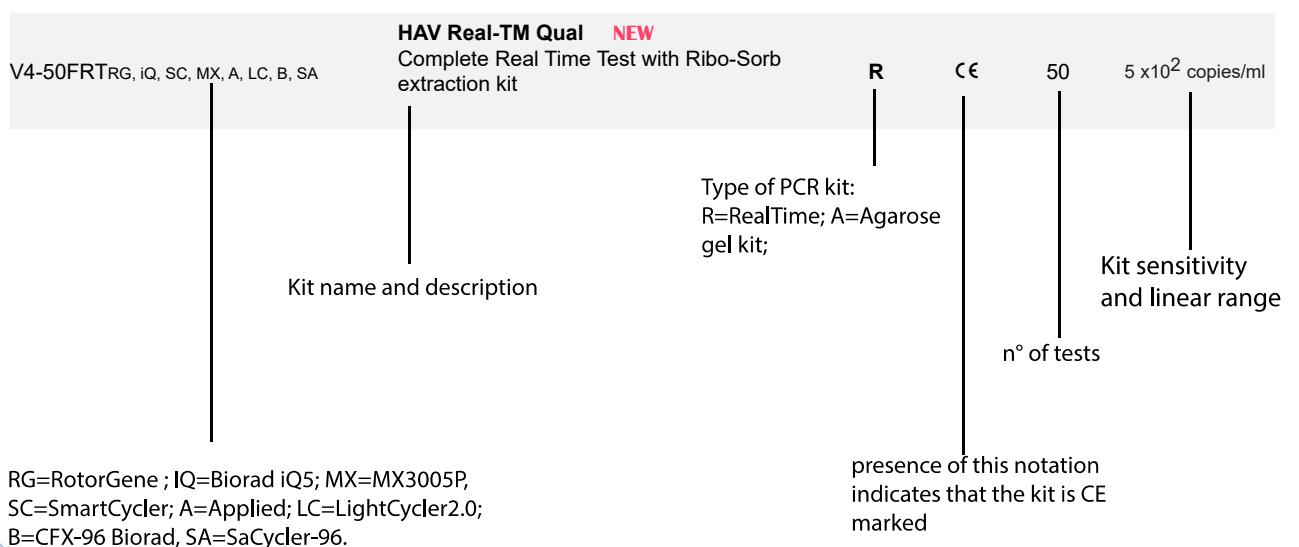 HAV Real-TM Qual NEW
Complete Real Time Test with Ribo-Sorb
extraction kit
V4-50FRTRG, iQ, SC, MX, A, LC, B, SA
R
CE
50
5 x10² copies/ml
Type of PCR kit:
R=RealTime; A=Agarose
gel kit;
Kit name and description
Kit sensitivity
and linear range
n° of tests
presence of this notation
indicates that the kit is CE
marked
RG=RotorGene ; IQ=Biorad iQ5; MX=MX3005P,
SC=SmartCycler; A=Applied; LC=LightCycler2.0;
B=CFX-96 Biorad, SA=SaCycler-96.